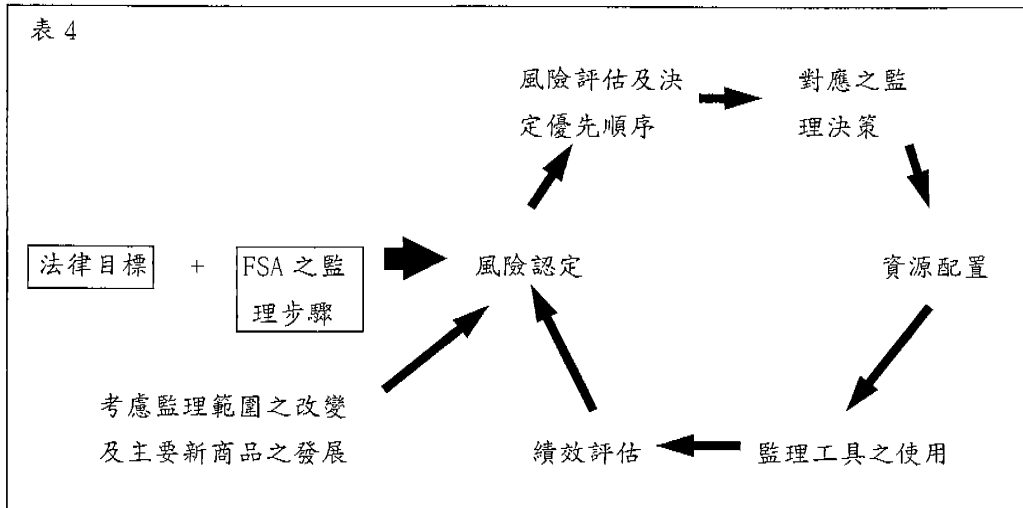 表 4
風險評估及決
定優先順序
對應之監
理決策
法律目標 + FSA 之監
理步驟
風險認定
資源配置
考慮監理範圍之改變
及主要新商品之發展
績效評估
監理工具之使用